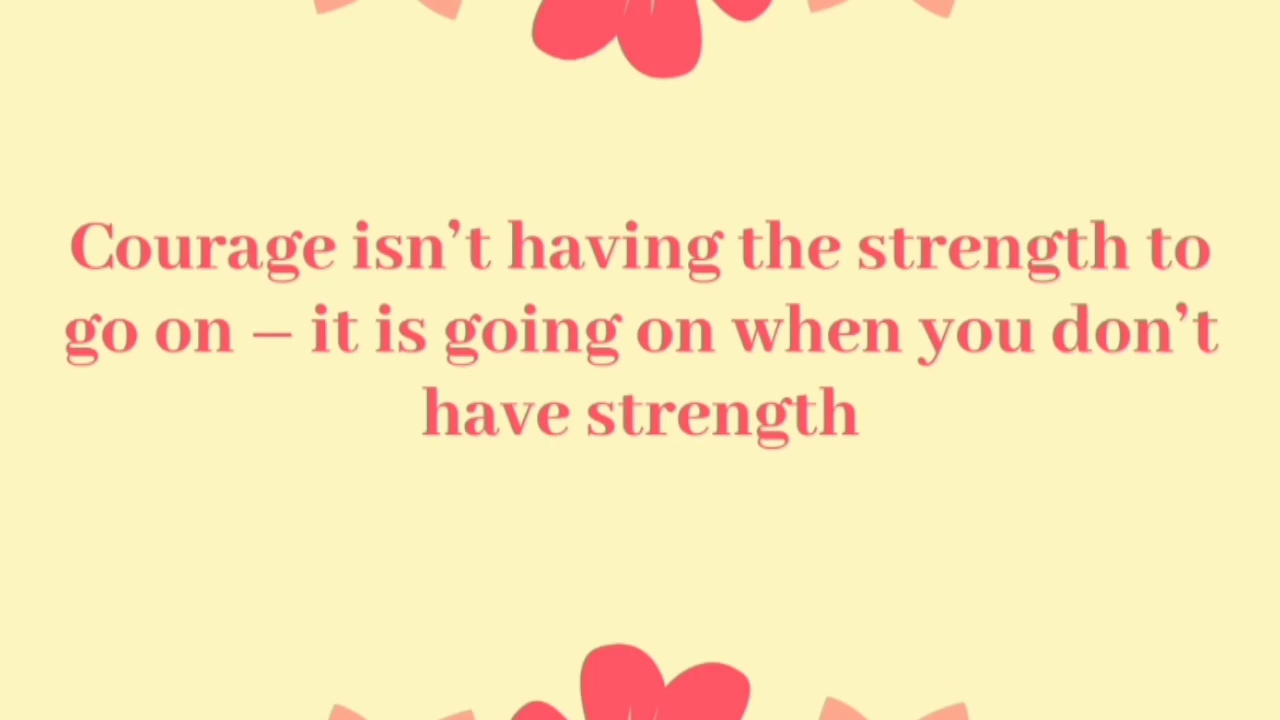 Courage isn’t having the strength to
go on – it is going on when you don’t
have strength